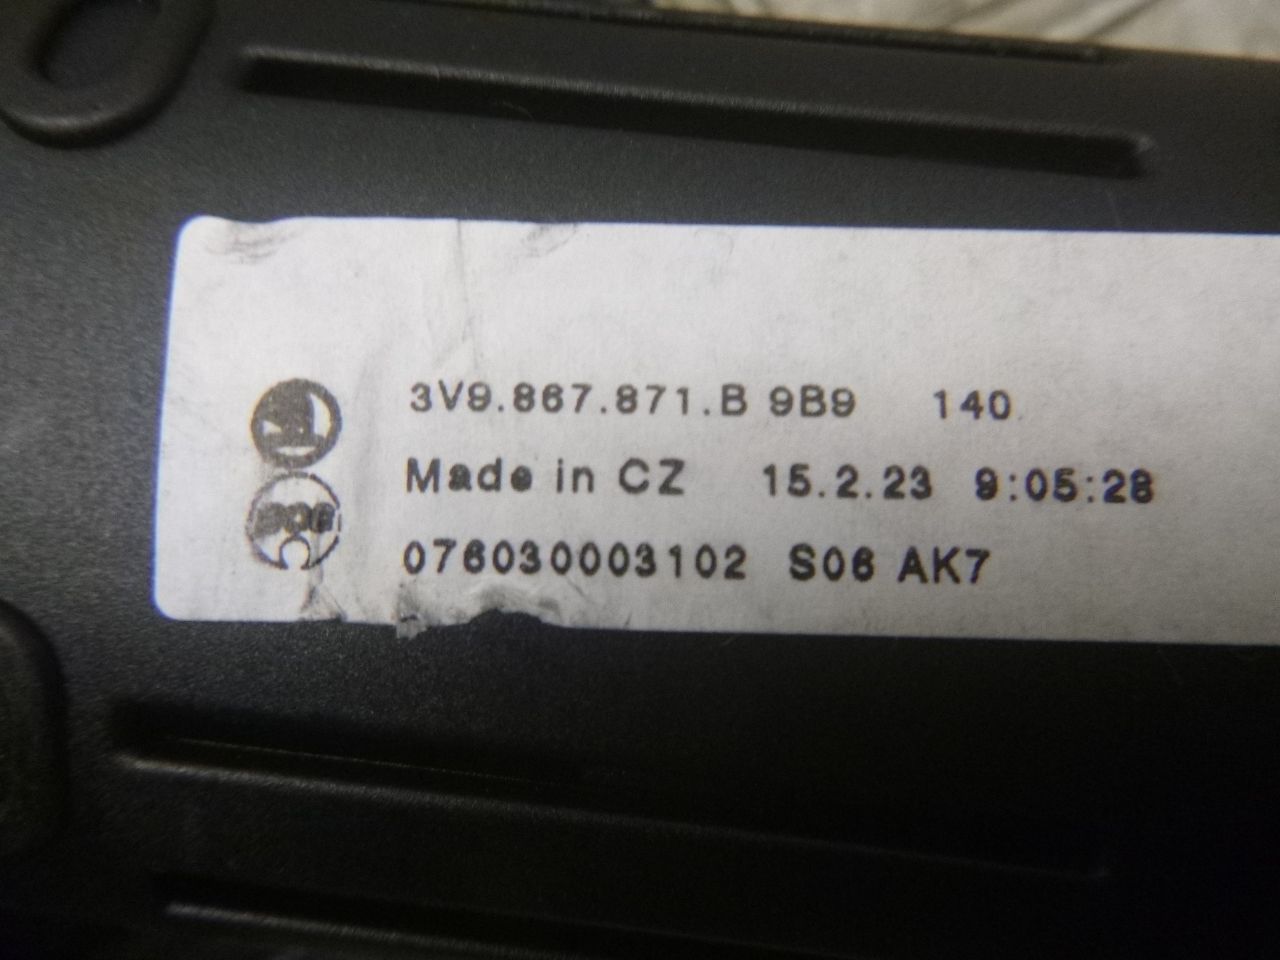 3V9.867.871.B 9B9 140
Made in CZ 15.2.23 9:05:28
076030003102 S06 AK7